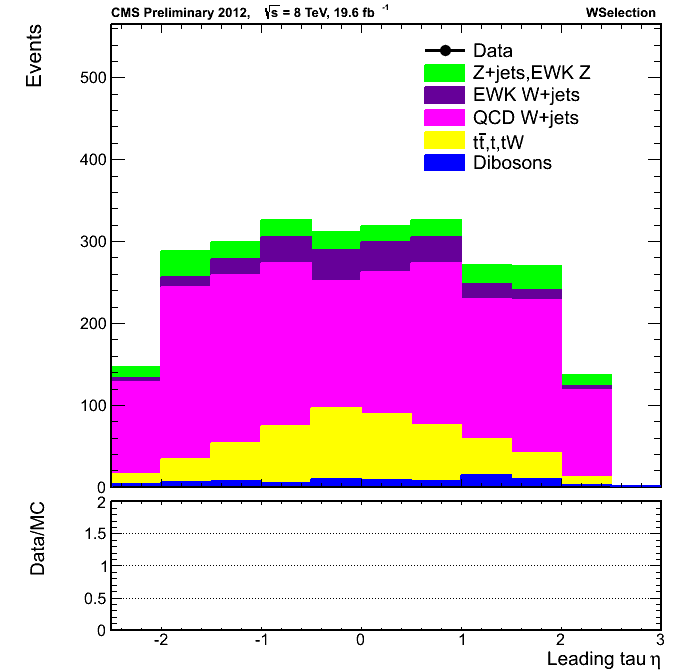 CMS Preliminary 2012, √s = 8 TeV, 19.6 fb⁻¹ WSelection
Events
Data
Z+jets,EWK Z
EWK W+jets
QCD W+jets
tt̄,t,tW
Dibosons
500
400
300
200
100
0
Data/MC
2
1.5
1
0.5
0
-2 -1 0 1 2 3
Leading tau η